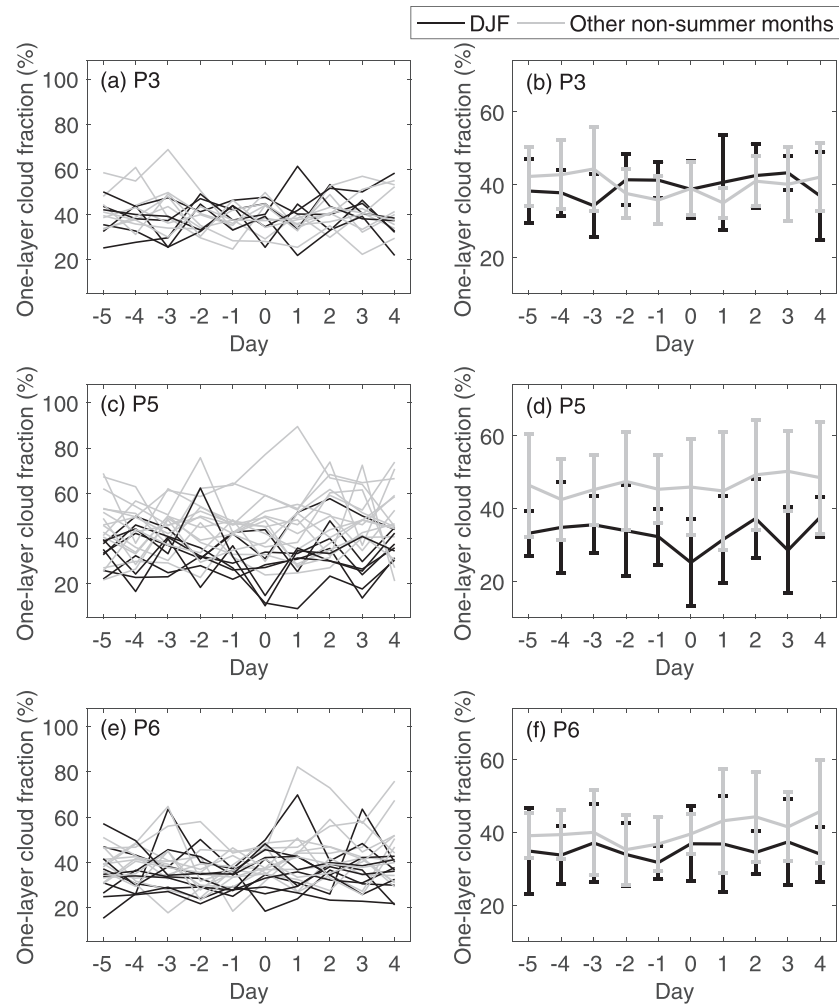 DJF Other non-summer months
(a) P3
One-layer cloud fraction (%)
100
80
60
40
20
-5 -4 -3 -2 -1 0 1 2 3 4
Day
(b) P3
One-layer cloud fraction (%)
60
40
20
-5 -4 -3 -2 -1 0 1 2 3 4
Day
(c) P5
One-layer cloud fraction (%)
100
80
60
40
20
-5 -4 -3 -2 -1 0 1 2 3 4
Day
(d) P5
One-layer cloud fraction (%)
60
40
20
-5 -4 -3 -2 -1 0 1 2 3 4
Day
(e) P6
One-layer cloud fraction (%)
100
80
60
40
20
-5 -4 -3 -2 -1 0 1 2 3 4
Day
(f) P6
One-layer cloud fraction (%)
60
40
20
-5 -4 -3 -2 -1 0 1 2 3 4
Day